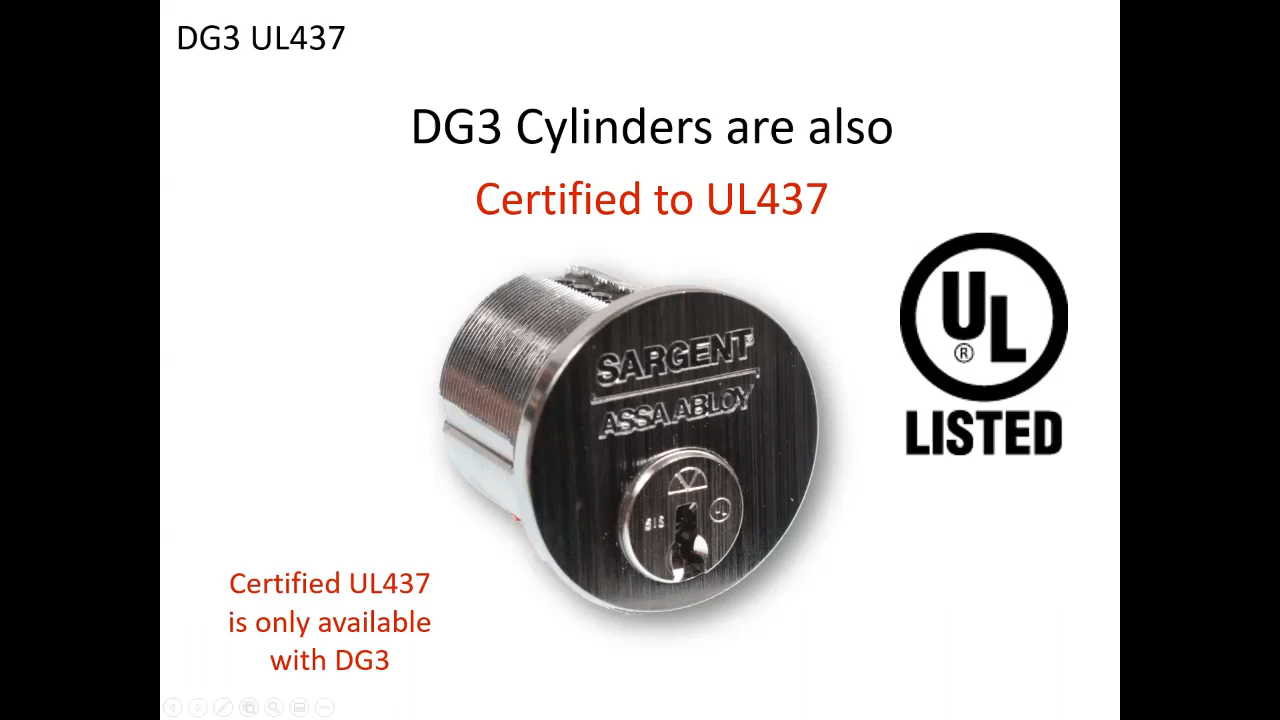 DG3 UL437
DG3 Cylinders are also
Certified to UL437
UL
®
LISTED
SARGENT
ASSA ABLOY
UL
Certified UL437
is only available
with DG3